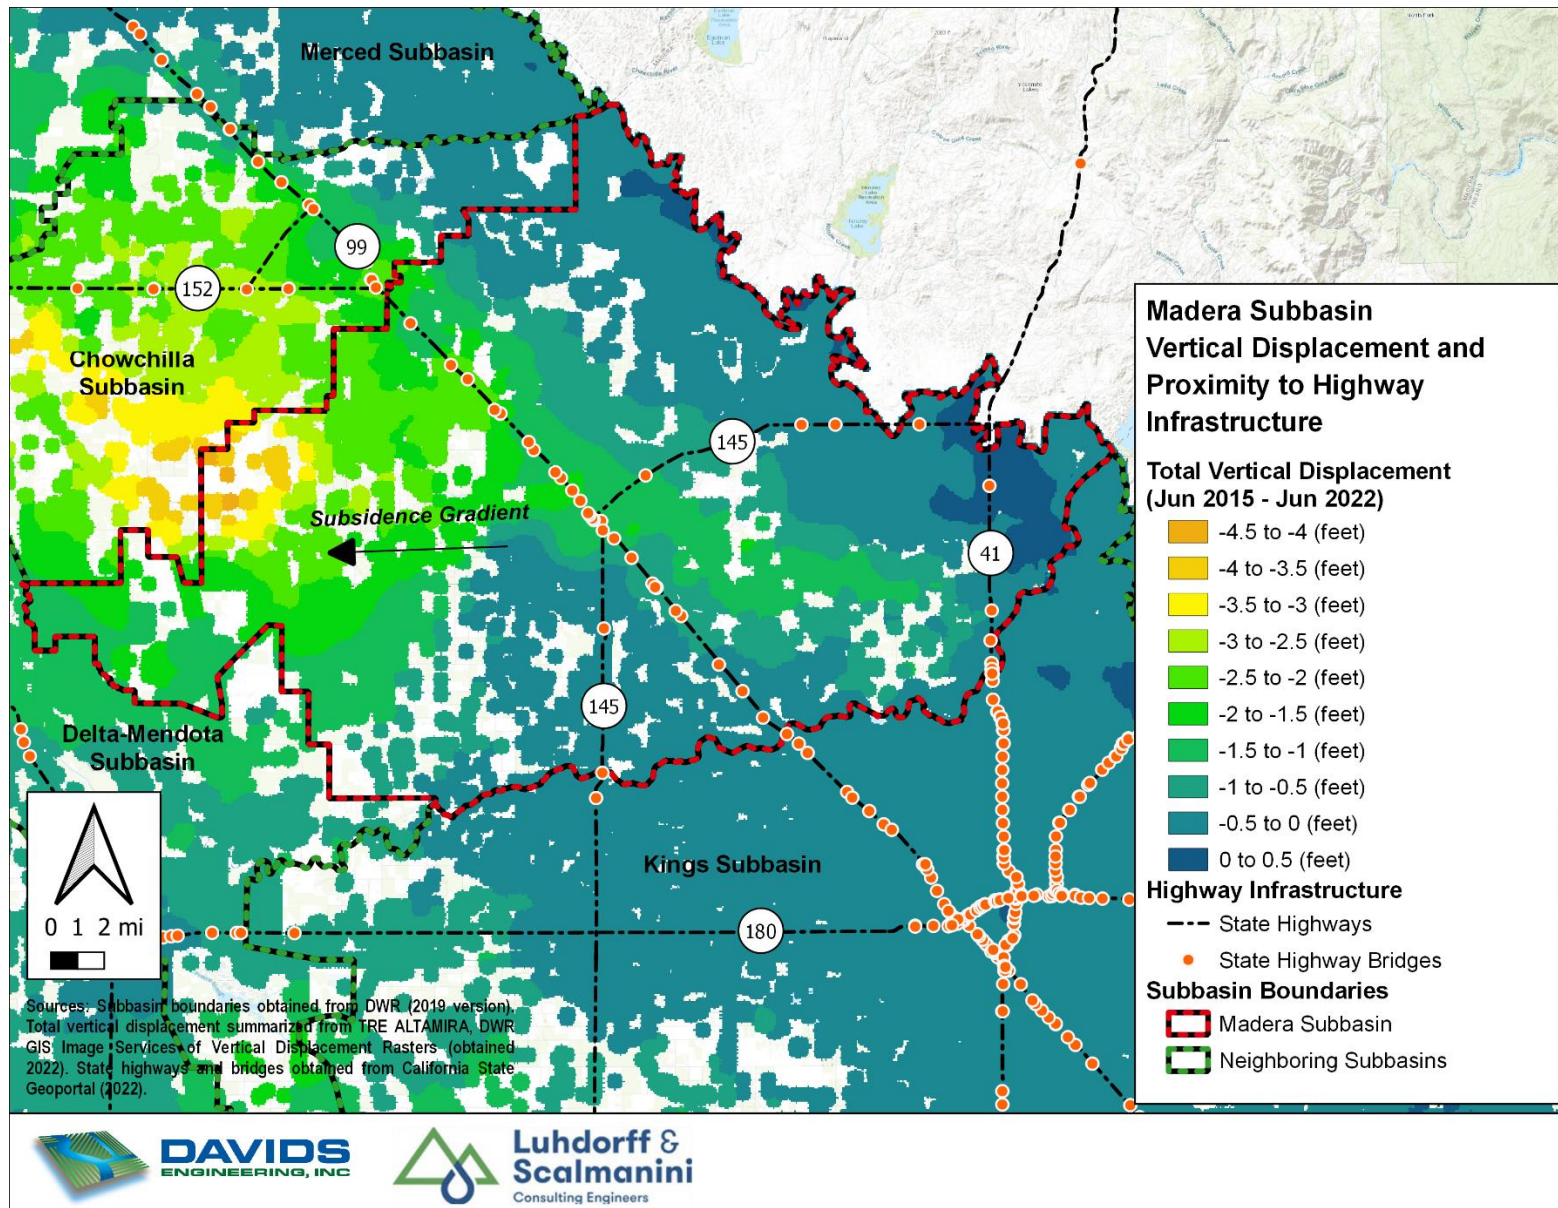 Merced Subbasin
99
152
Chowchilla
Subbasin
145
Subsidence Gradient
41
145
Delta-Mendota
Subbasin
Kings Subbasin
180
0 1 2 mi
Sources: Subbasin boundaries obtained from DWR (2019 version).
Total vertical displacement summarized from TRE ALTAMIRA, DWR
GIS Image Services of Vertical Displacement Rasters (obtained
2022). State highways and bridges obtained from California State
Geoportal (2022).
Madera Subbasin
Vertical Displacement and
Proximity to Highway
Infrastructure
Total Vertical Displacement
(Jun 2015 - Jun 2022)
-4.5 to -4 (feet)
-4 to -3.5 (feet)
-3.5 to -3 (feet)
-3 to -2.5 (feet)
-2.5 to -2 (feet)
-2 to -1.5 (feet)
-1.5 to -1 (feet)
-1 to -0.5 (feet)
-0.5 to 0 (feet)
0 to 0.5 (feet)
Highway Infrastructure
State Highways
State Highway Bridges
Subbasin Boundaries
Madera Subbasin
Neighboring Subbasins
DAVIDS
ENGINEERING, INC
Luhdorff &
Scalmanini
Consulting Engineers